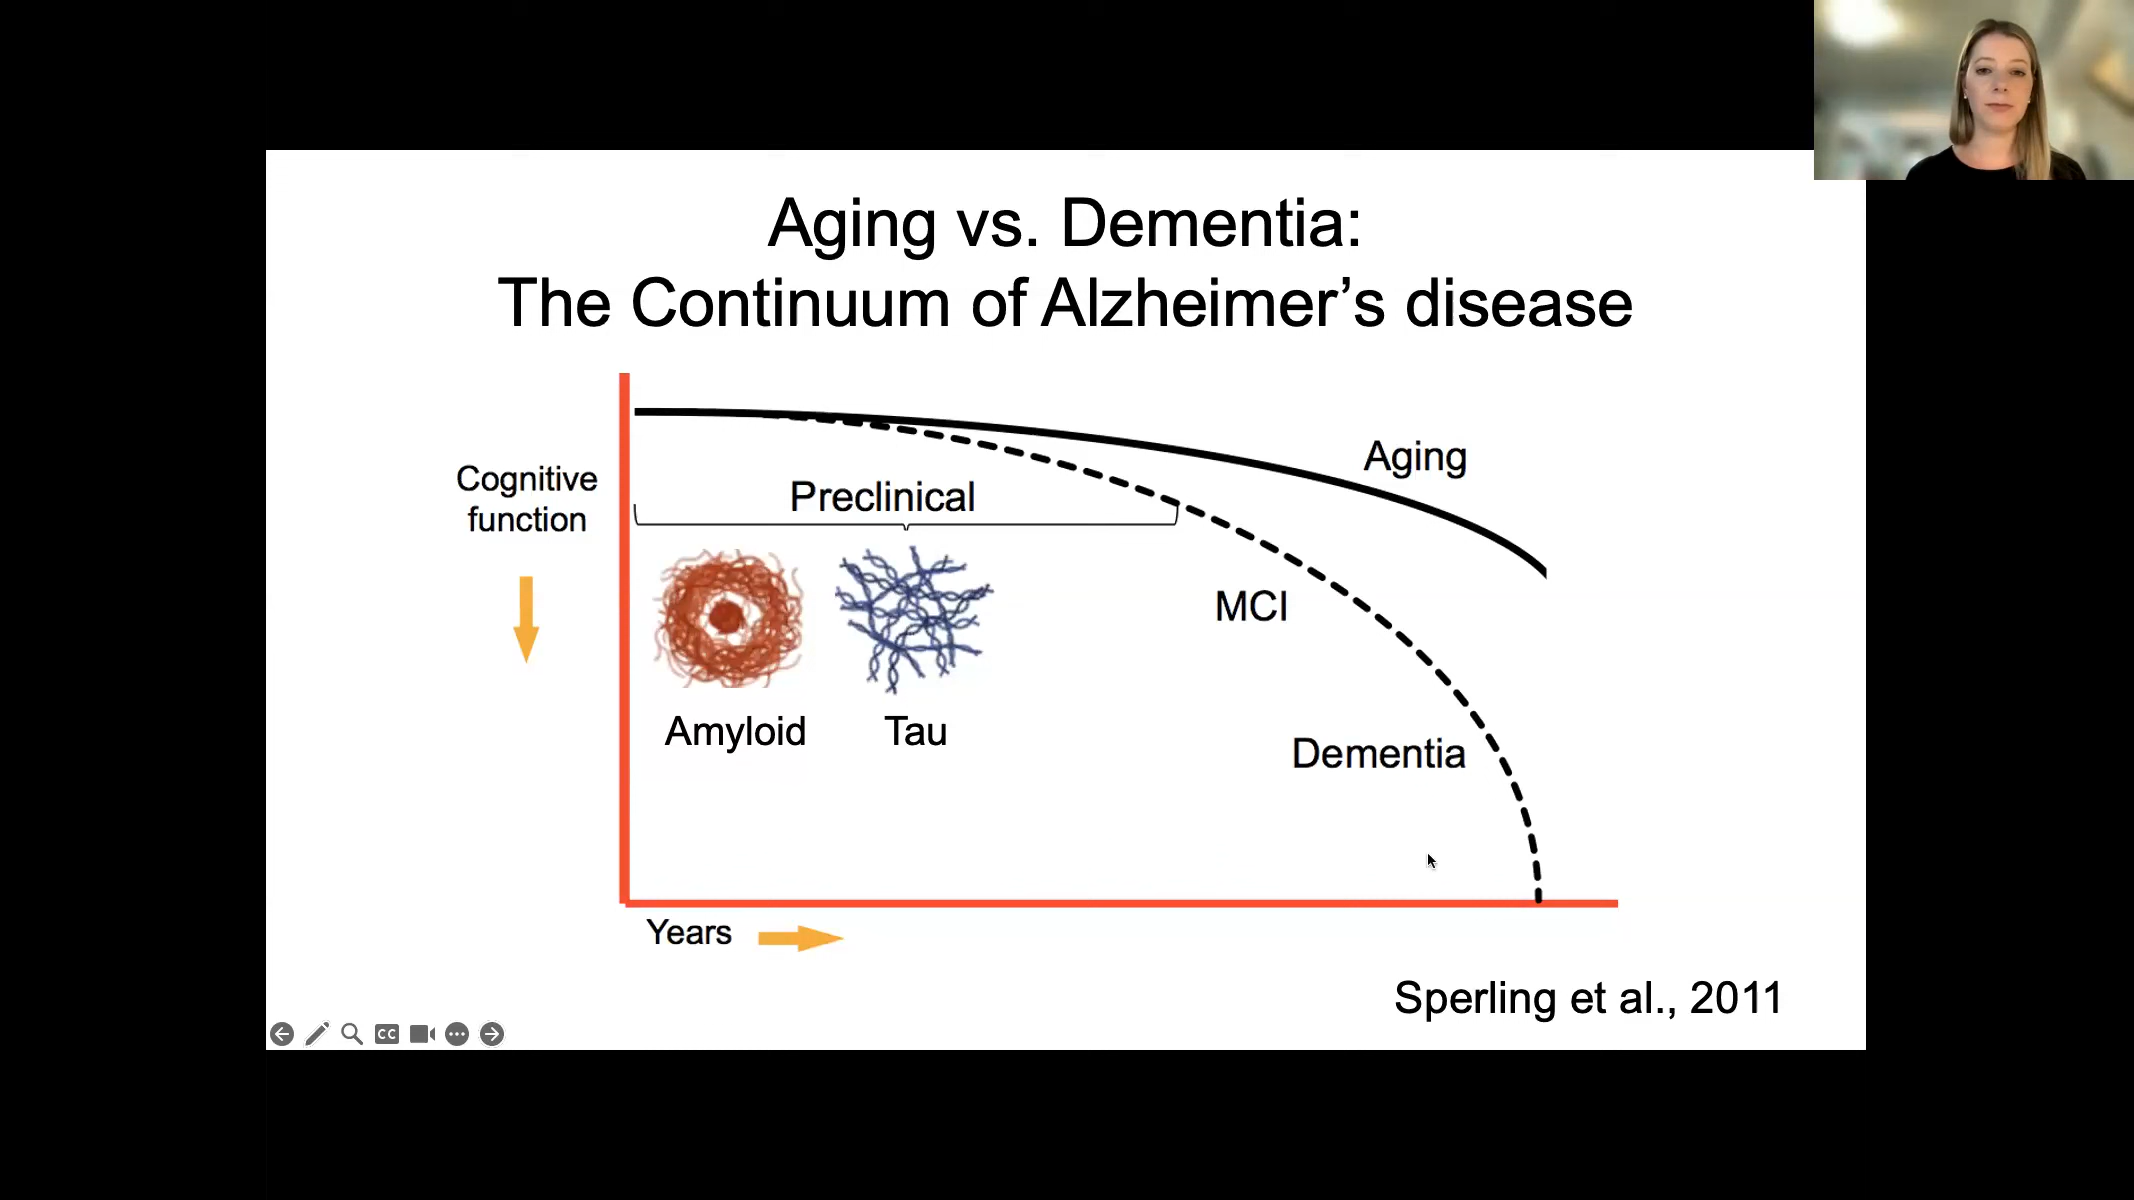 Aging vs. Dementia:
The Continuum of Alzheimer’s disease
Cognitive
function
Aging
Preclinical
MCI
Amyloid
Tau
Dementia
Years
Sperling et al., 2011
CC